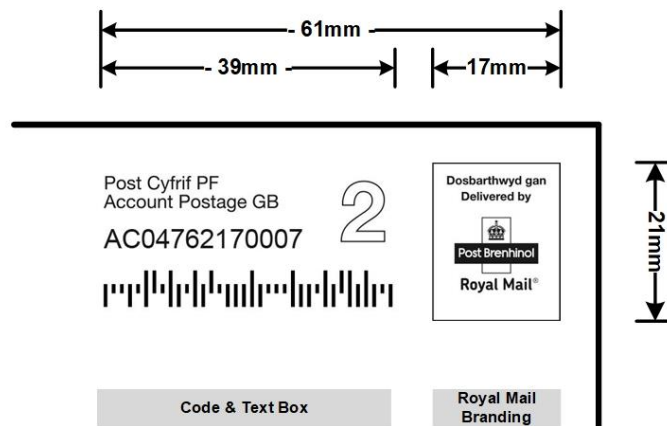 - 61mm -
- 39mm -
17mm
Post Cyfrif PF
Account Postage GB
2
AC04762170007
Dosbarthwyd gan
Delivered by
Post Brenhinol
Royal Mail®
21mm
Code & Text Box
Royal Mail
Branding